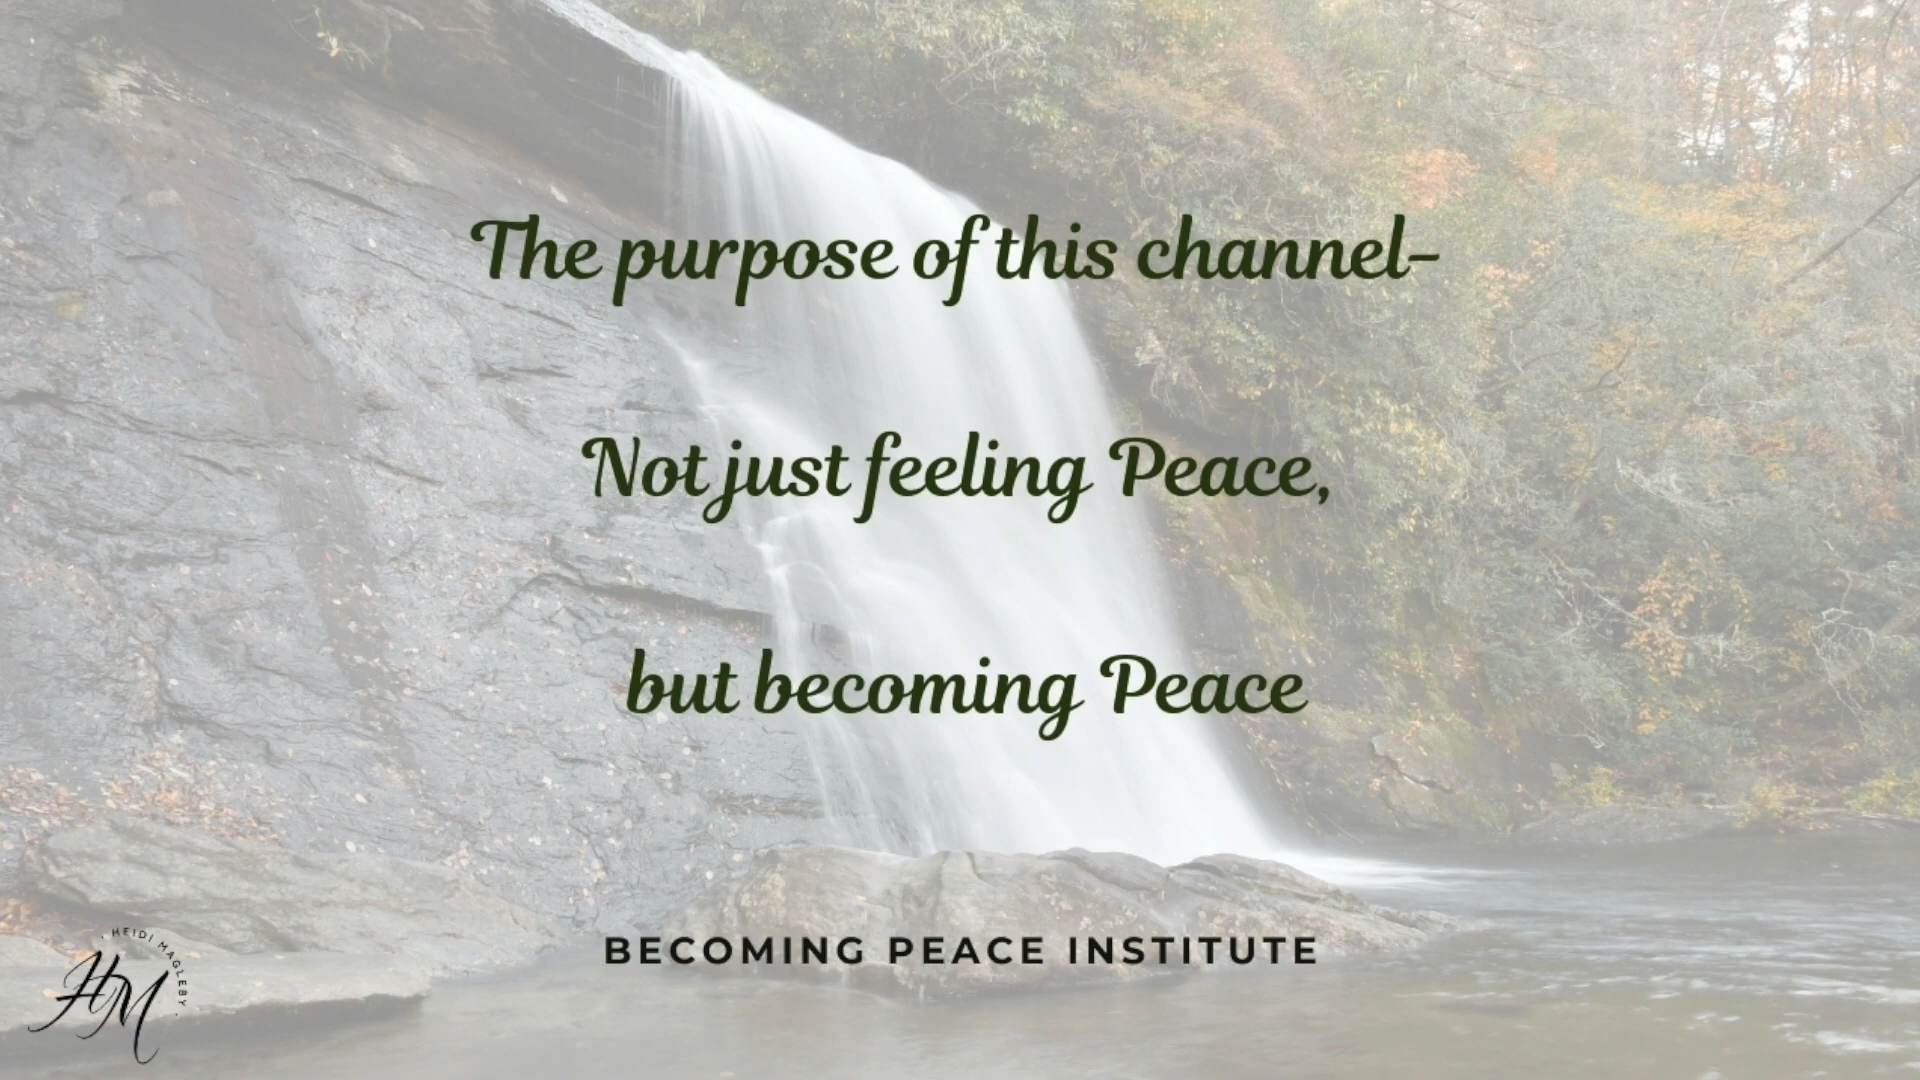 The purpose of this channel-
Not just feeling Peace,
but becoming Peace
BECOMING PEACE INSTITUTE
· HEIDI MAGLEBY ·
HM